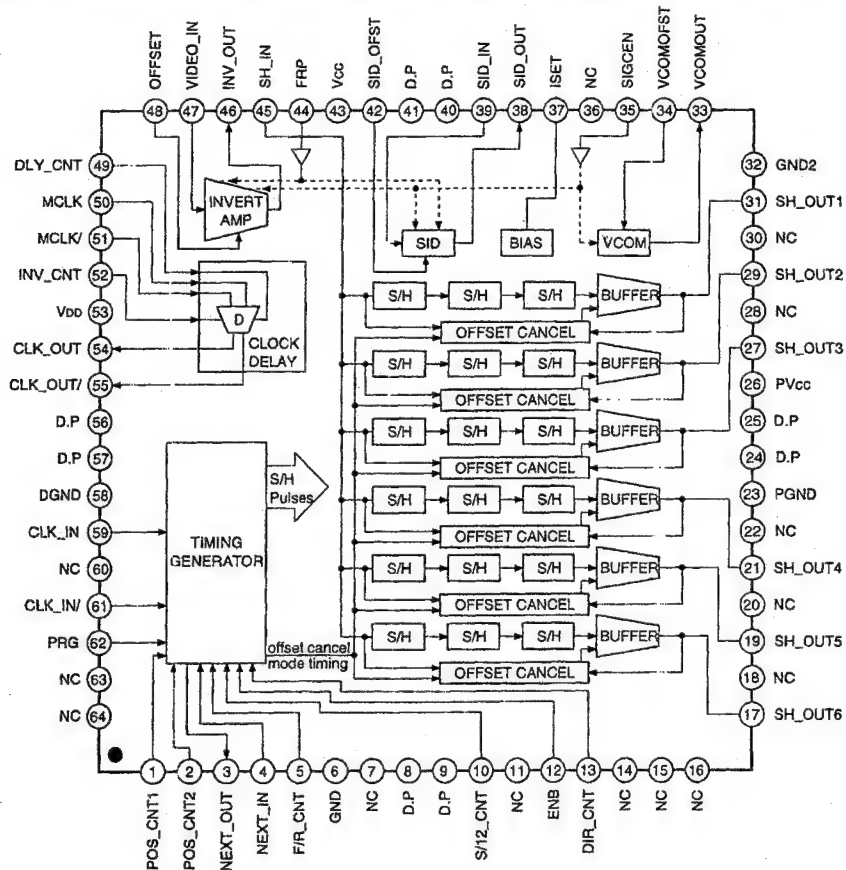 OFFSET
VIDEO_IN
INV_OUT
SH_IN
FRP
Vcc
SID_OFST
D.P
D.P
SID_IN
SID_OUT
ISET
NC
SIGCEN
VCOMOFST
VCOMOUT
48
47
46
45
44
43
42
41
40
39
38
37
36
35
34
33
DLY_CNT
49
MCLK
50
MCLK/
51
INV_CNT
52
VDD
53
CLK_OUT
54
CLK_OUT/
55
D.P
56
D.P
57
DGND
58
CLK_IN
59
NC
60
CLK_IN/
61
PRG
62
NC
63
NC
64
INVERT
AMP
SID
BIAS
VCOM
D
CLOCK
DELAY
TIMING
GENERATOR
S/H
Pulses
offset cancel
mode timing
S/H
S/H
S/H
BUFFER
OFFSET CANCEL
S/H
S/H
S/H
BUFFER
OFFSET CANCEL
S/H
S/H
S/H
BUFFER
OFFSET CANCEL
S/H
S/H
S/H
BUFFER
OFFSET CANCEL
S/H
S/H
S/H
BUFFER
OFFSET CANCEL
S/H
S/H
S/H
BUFFER
OFFSET CANCEL
32
GND2
31
SH_OUT1
30
NC
29
SH_OUT2
28
NC
27
SH_OUT3
26
PVcc
25
D.P
24
D.P
23
PGND
22
NC
21
SH_OUT4
20
NC
19
SH_OUT5
18
NC
17
SH_OUT6
1
2
3
4
5
6
7
8
9
10
11
12
13
14
15
16
POS_CNT1
POS_CNT2
NEXT_OUT
NEXT_IN
F/R_CNT
GND
NC
D.P
D.P
S/12_CNT
NC
ENB
DIR_CNT
NC
NC
NC